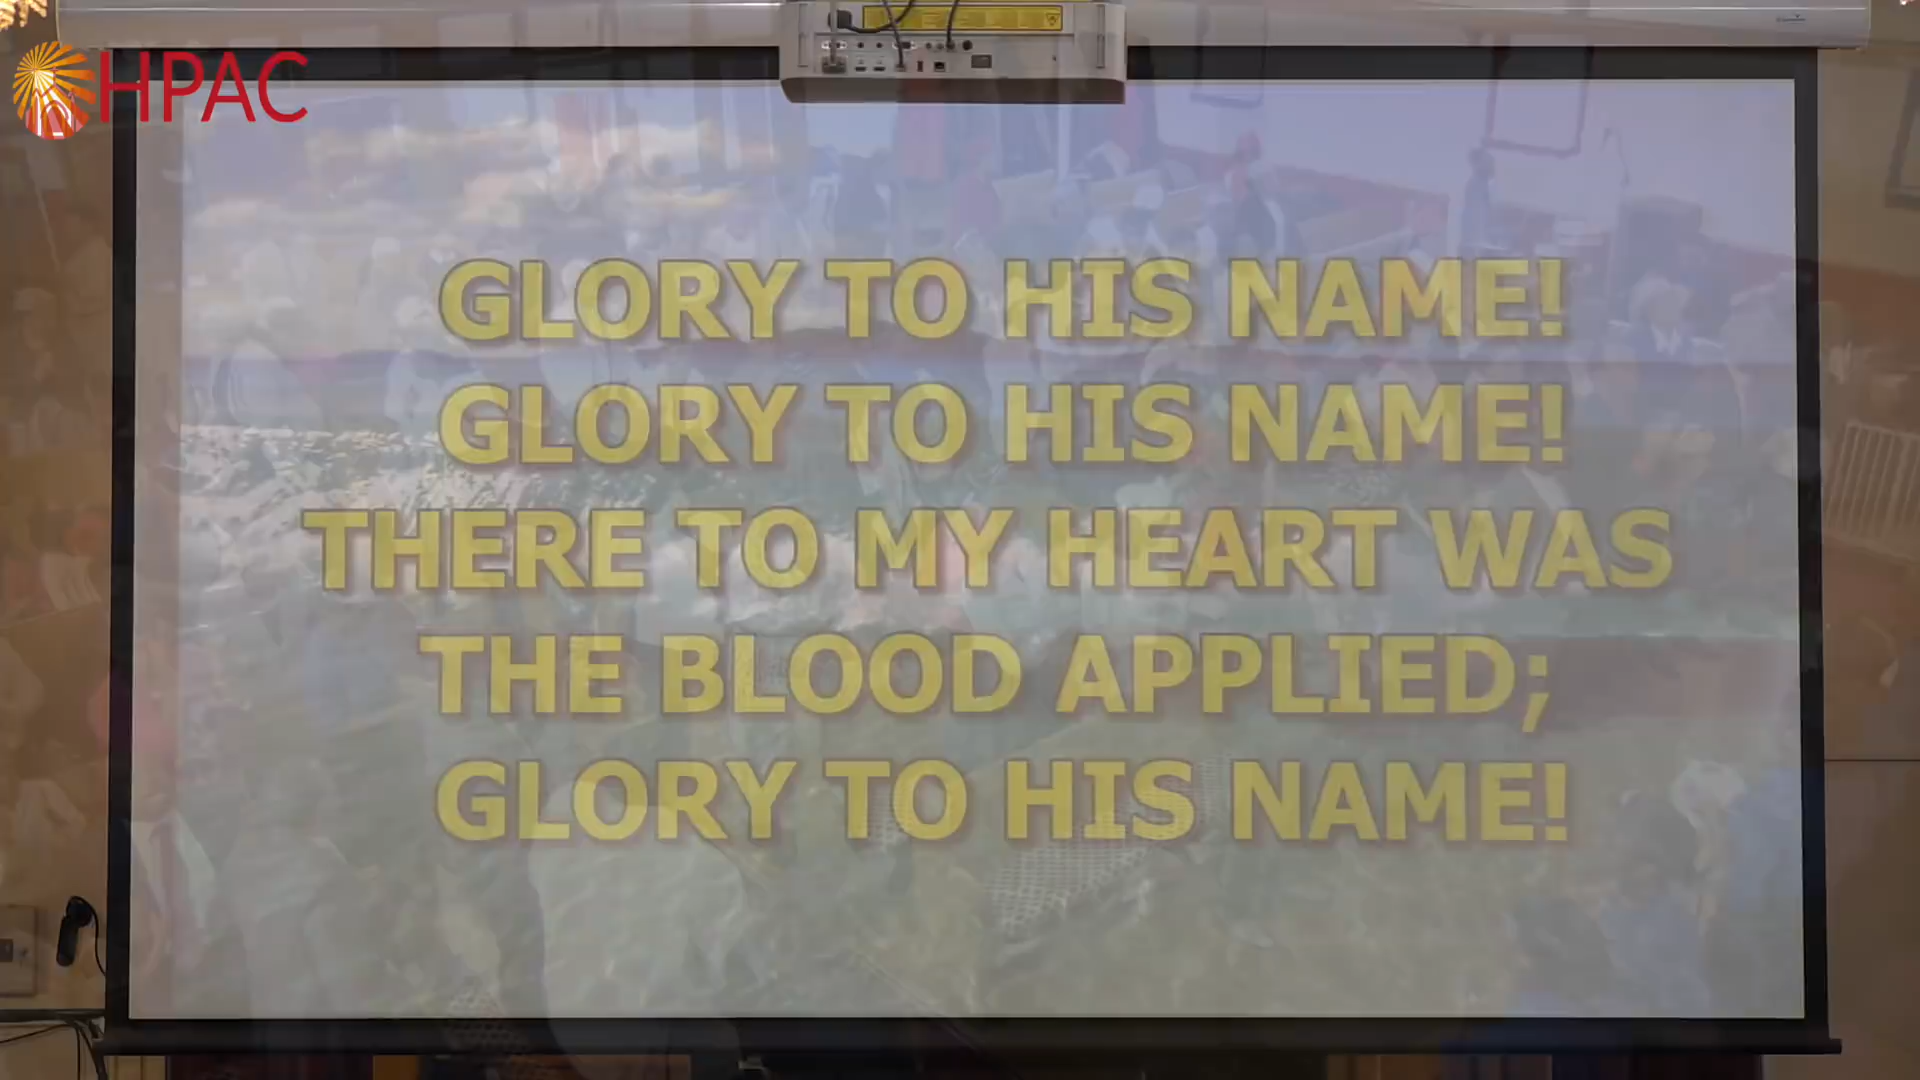 HPAC
GLORY TO HIS NAME!
GLORY TO HIS NAME!
THERE TO MY HEART WAS
THE BLOOD APPLIED;
GLORY TO HIS NAME!